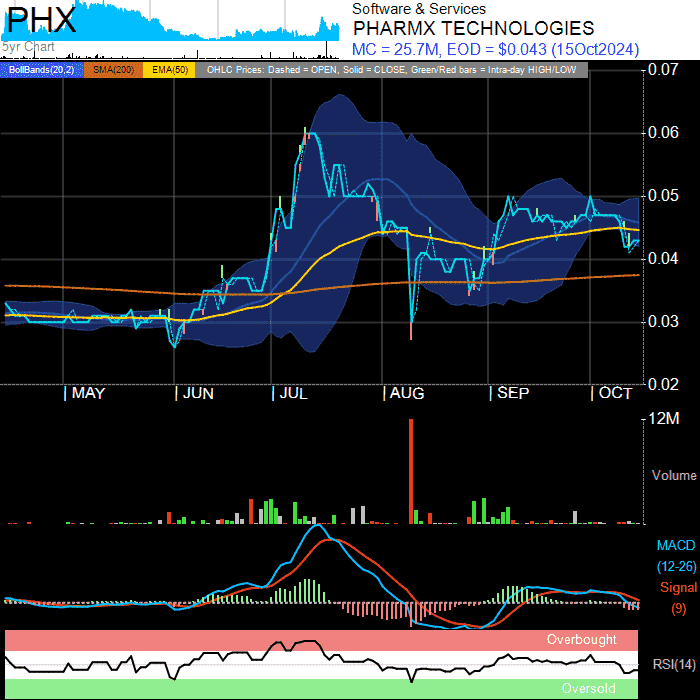 PHX
Software & Services
PHARMX TECHNOLOGIES
5yr Chart
MC = 25.7M, EOD = $0.043 (15Oct2024)
BollBands(20,2) SMA(200) EMA(50) OHLC Prices: Dashed = OPEN, Solid = CLOSE, Green/Red bars = Intra-day HIGH/LOW
0.07
0.06
0.05
0.04
0.03
0.02
| MAY | JUN | JUL | AUG | SEP | OCT
12M
Volume
MACD
(12-26)
Signal
(9)
Overbought
RSI(14)
Oversold